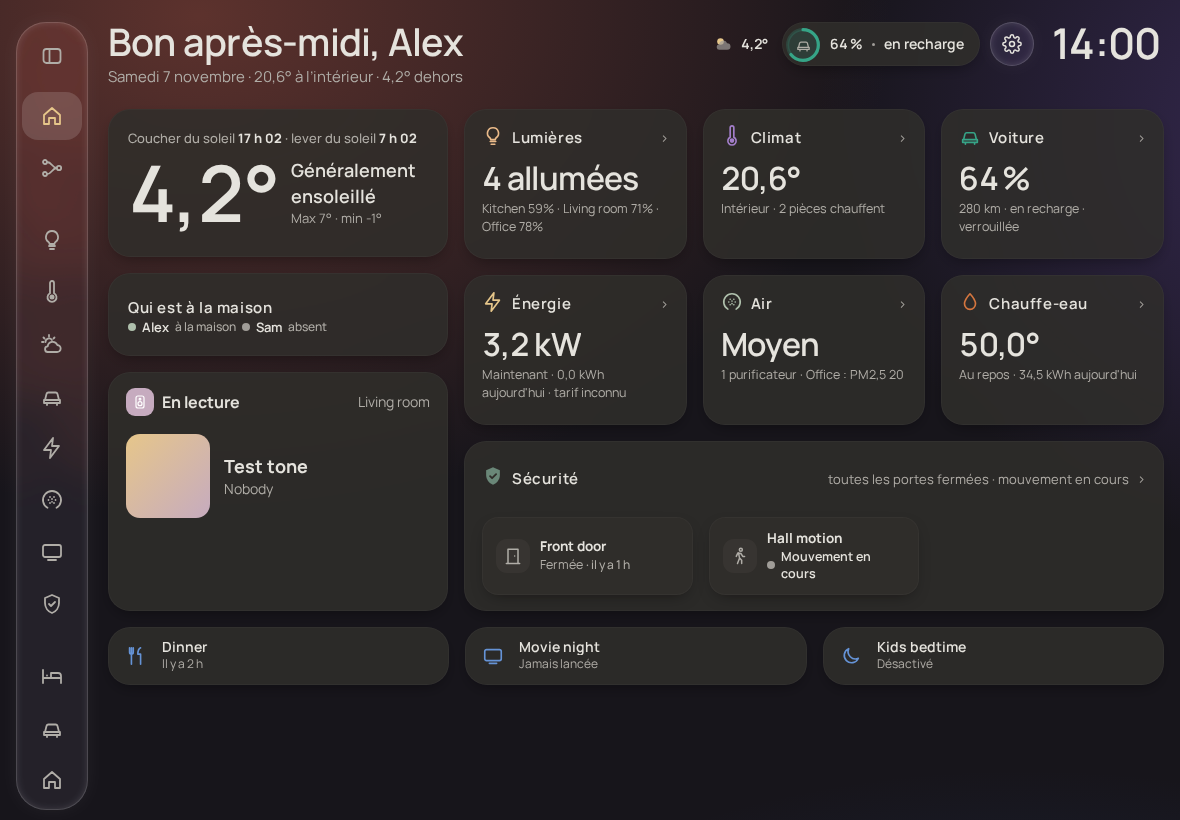 Bon après-midi, Alex
Samedi 7 novembre · 20,6° à l'intérieur · 4,2° dehors
4,2°
64 % • en recharge
14:00
Coucher du soleil 17 h 02 · lever du soleil 7 h 02
4,2°
Généralement
ensoleillé
Max 7° · min -1°
Lumières
4 allumées
Kitchen 59% · Living room 71% ·
Office 78%
Climat
20,6°
Intérieur · 2 pièces chauffent
Voiture
64 %
280 km · en recharge ·
verrouillée
Qui est à la maison
Alex à la maison Sam absent
Énergie
3,2 kW
Maintenant · 0,0 kWh
aujourd'hui · tarif inconnu
Air
Moyen
1 purificateur · Office : PM2,5 20
Chauffe-eau
50,0°
Au repos · 34,5 kWh aujourd'hui
En lecture
Living room
Test tone
Nobody
Sécurité
toutes les portes fermées · mouvement en cours
Front door
Fermée · il y a 1 h
Hall motion
Mouvement en
cours
Dinner
Il y a 2 h
Movie night
Jamais lancée
Kids bedtime
Désactivé